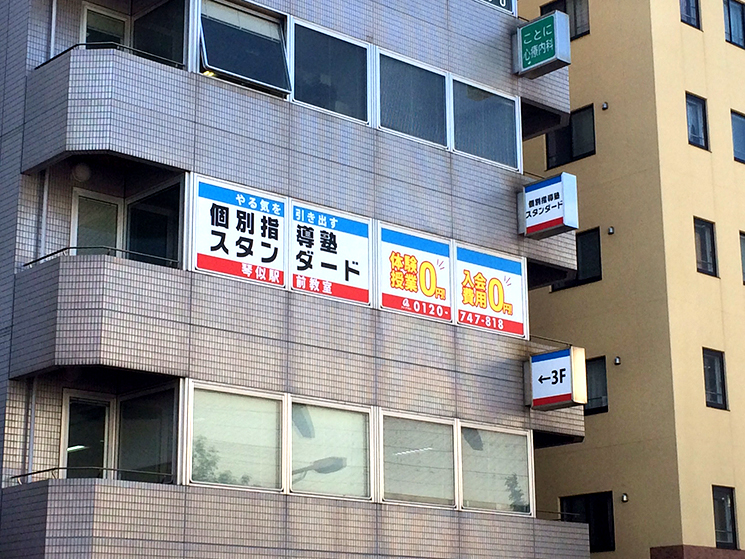 ことに
心療内科
やる気を引き出す
個別指導塾
スタンダード
琴似駅前教室
体験
授業0円!
入会
費用0円!
0120-747-818
個別指導塾
スタンダード
←3F